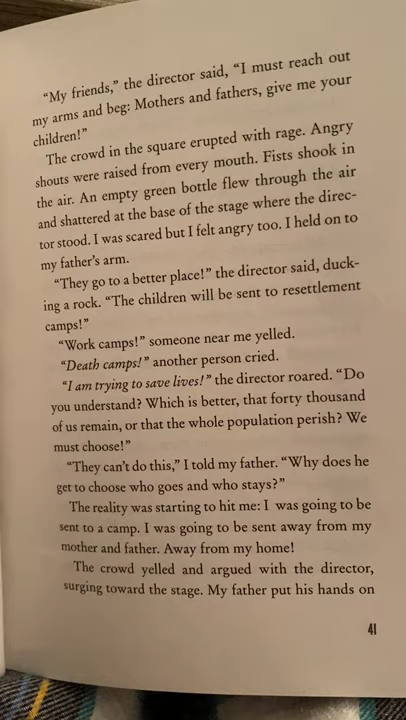 “My friends,” the director said, “I must reach out
my arms and beg: Mothers and fathers, give me your
children!”
The crowd in the square erupted with rage. Angry
shouts were raised from every mouth. Fists shook in
the air. An empty green bottle flew through the air
and shattered at the base of the stage where the direc-
tor stood. I was scared but I felt angry too. I held on to
my father’s arm.
“They go to a better place!” the director said, duck-
ing a rock. “The children will be sent to resettlement
camps!”
“Work camps!” someone near me yelled.
“Death camps!” another person cried.
“I am trying to save lives!” the director roared. “Do
you understand? Which is better, that forty thousand
of us remain, or that the whole population perish? We
must choose!”
“They can’t do this,” I told my father. “Why does he
get to choose who goes and who stays?”
The reality was starting to hit me: I was going to be
sent to a camp. I was going to be sent away from my
mother and father. Away from my home!
The crowd yelled and argued with the director,
surging toward the stage. My father put his hands on
41